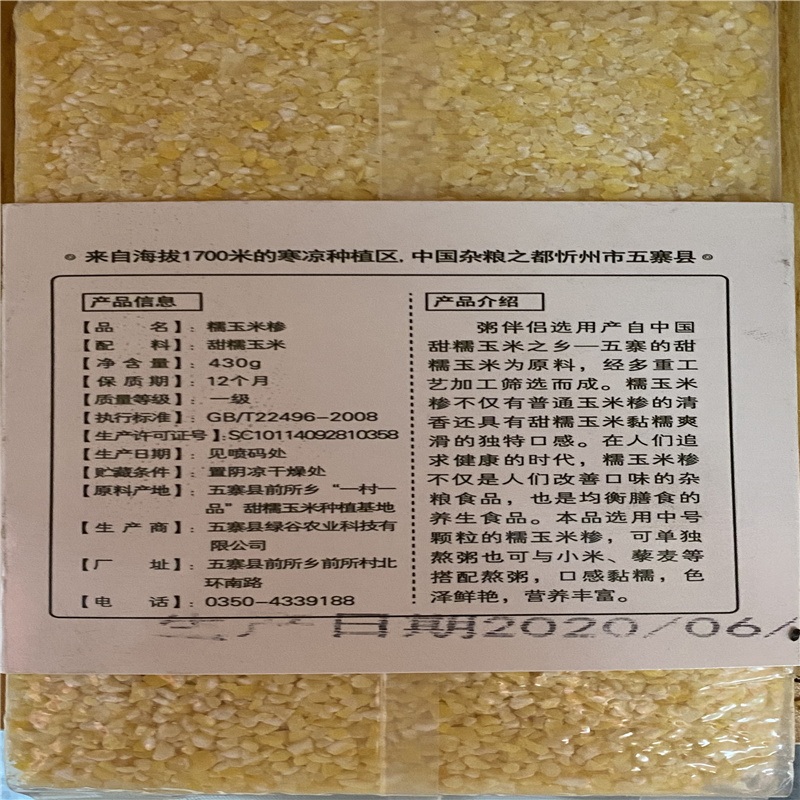 来自海拔1700米的寒凉种植区,中国杂粮之都忻州市五寨县
产品信息
【品名】:糯玉米糁
【配料】:甜糯玉米
【净含量】:430g
【保质期】:12个月
【质量等级】:一级
【执行标准】:GB/T22496-2008
【生产许可证号】:SC10114092810358
【生产日期】:见喷码处
【贮藏条件】:置阴凉干燥处
【原料产地】:五寨县前所乡“一村一
品”甜糯玉米种植基地
【生产商】:五寨县绿谷农业科技有
限公司
【厂址】:五寨县前所乡前所村北
环南路
【电话】:0350-4339188
产品介绍
粥伴侣选用产自中国
甜糯玉米之乡—五寨的甜
糯玉米为原料，经多重工
艺加工筛选而成。糯玉米
糁不仅有普通玉米糁的清
香还具有甜糯玉米黏糯爽
滑的独特口感。在人们追
求健康的时代，糯玉米糁
不仅是人们改善口味的杂
粮食品，也是均衡膳食的
养生食品。本品选用中号
颗粒的糯玉米糁，可单独
熬粥也可与小米、藜麦等
搭配熬粥，口感黏糯，色
泽鲜艳，营养丰富。
生产日期2020/06/